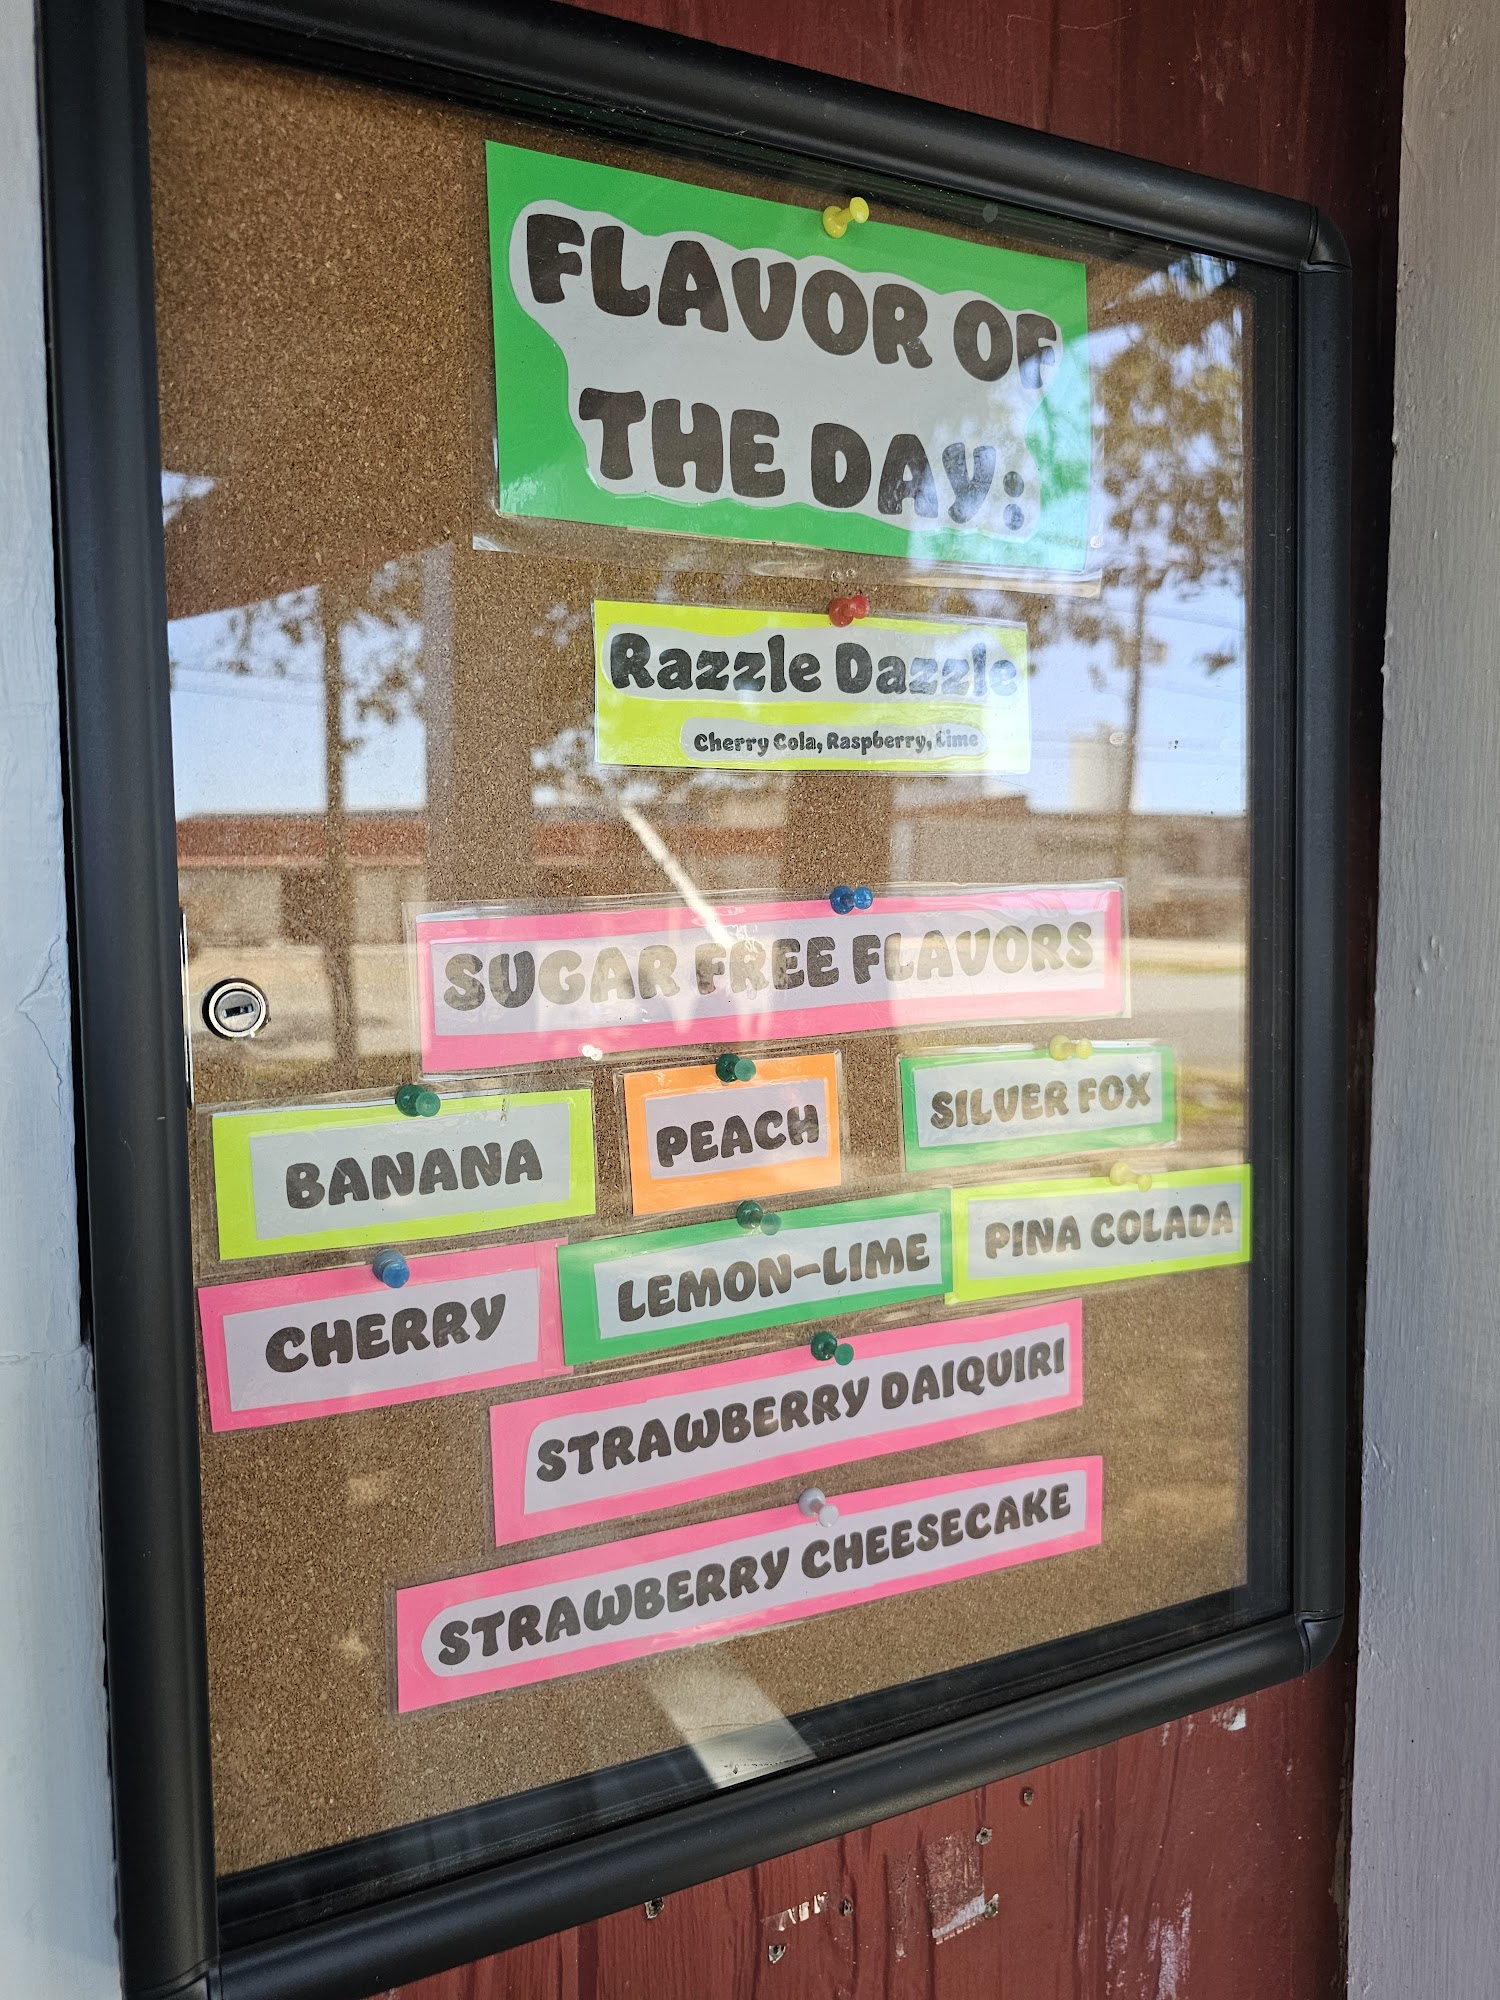 FLAVOR OF
THE DAY:
Razzle Dazzle
Cherry Cola, Raspberry, Lime
SUGAR FREE FLAVORS
BANANA
PEACH
SILVER FOX
CHERRY
LEMON-LIME
PINA COLADA
STRAWBERRY DAIQUIRI
STRAWBERRY CHEESECAKE